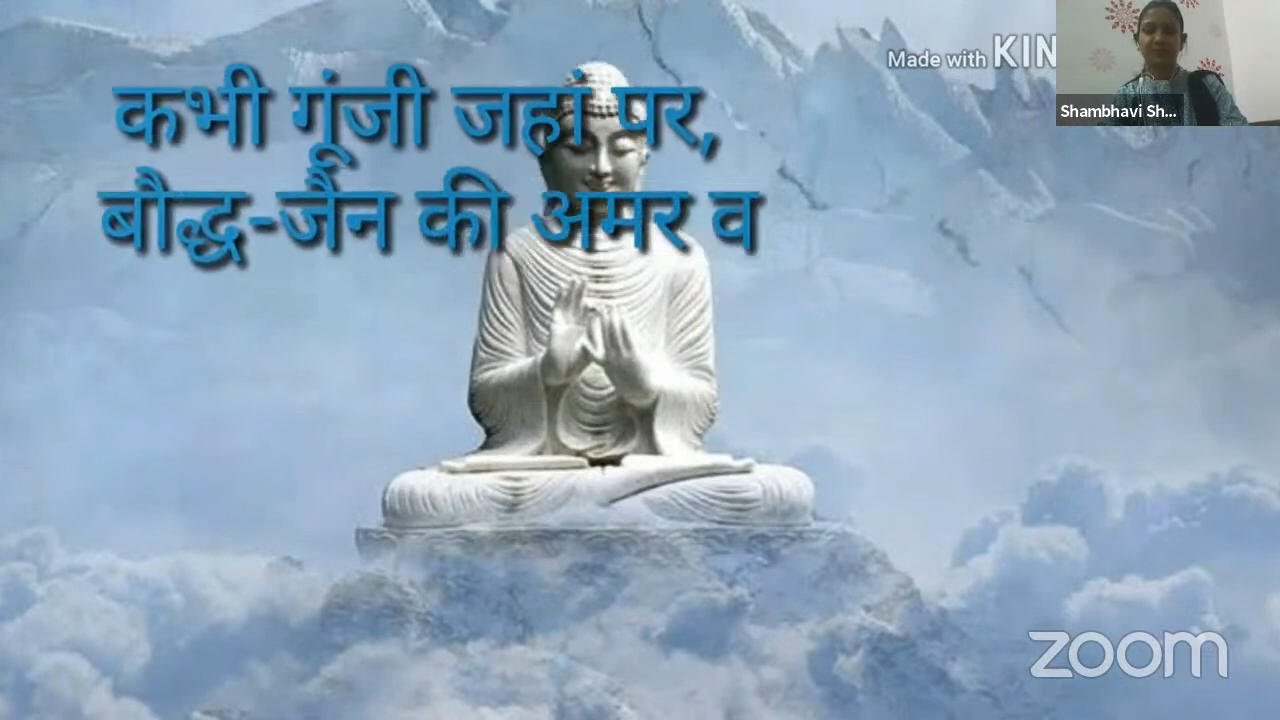 Made with KIN
कभी गूंजी जहां पर,
बौद्ध-जैन की अमर व
Shambhavi Sh...
zoom